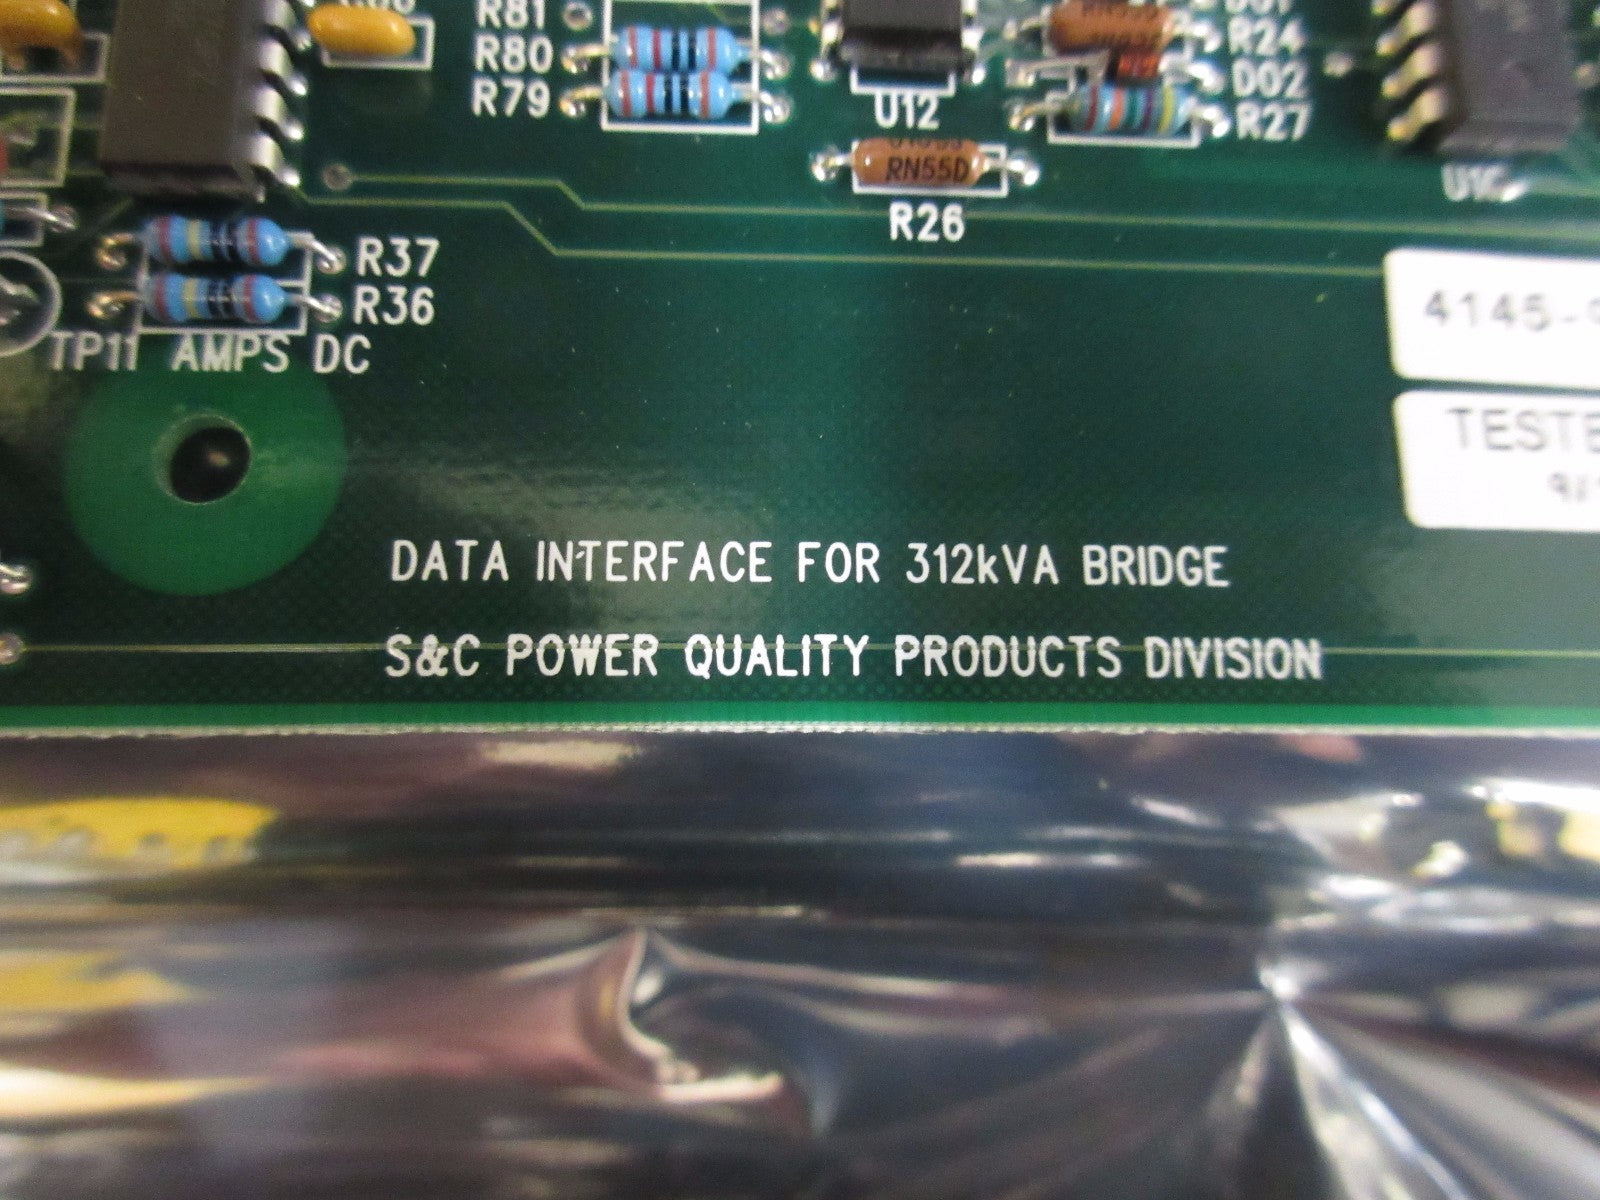 R81
R80
R79
U12
R24
D02
R27
RN55D
R26
R37
R36
TP11 AMPS DC
4145-
DATA INTERFACE FOR 312kVA BRIDGE
S&C POWER QUALITY PRODUCTS DIVISION